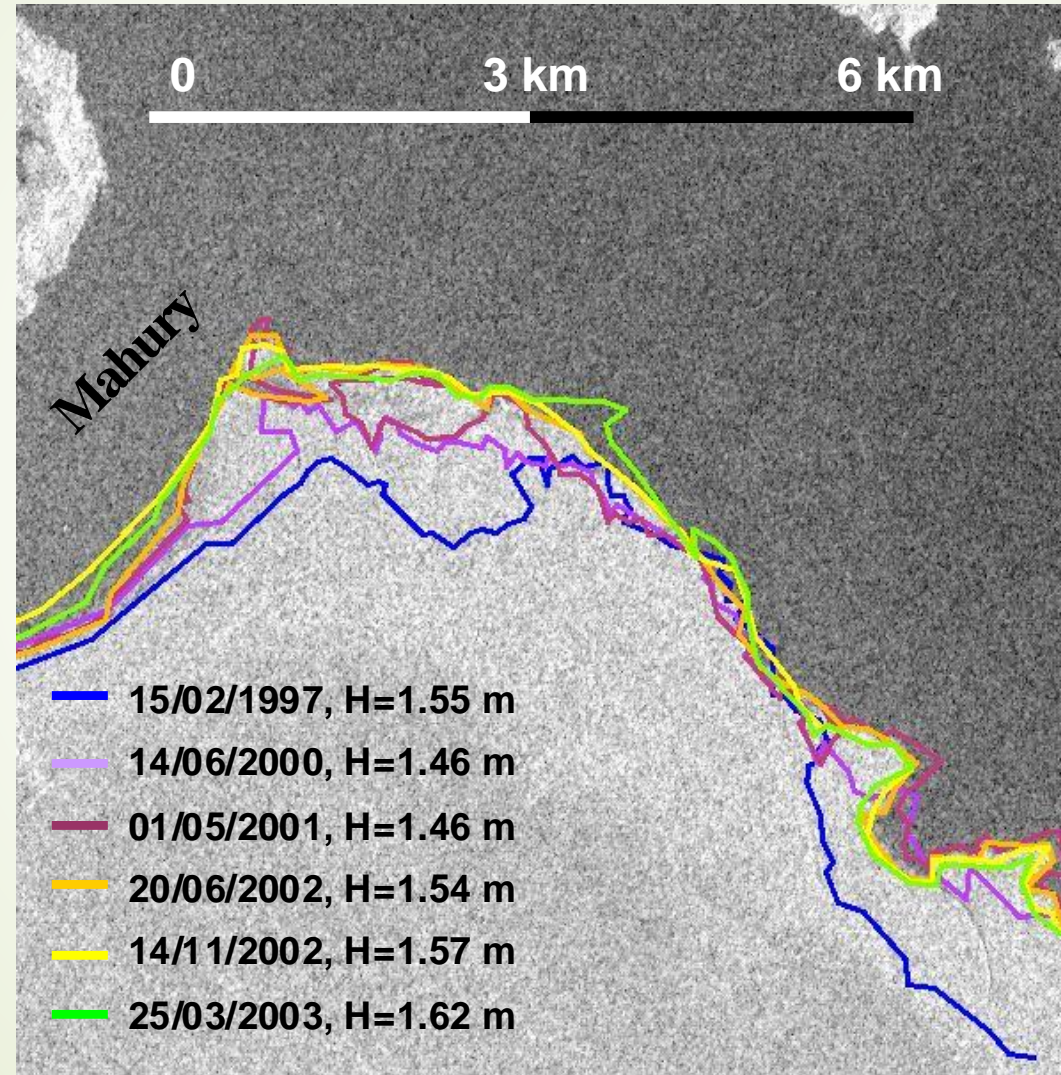 0 3 km 6 km
Mahury
15/02/1997, H=1.55 m
14/06/2000, H=1.46 m
01/05/2001, H=1.46 m
20/06/2002, H=1.54 m
14/11/2002, H=1.57 m
25/03/2003, H=1.62 m